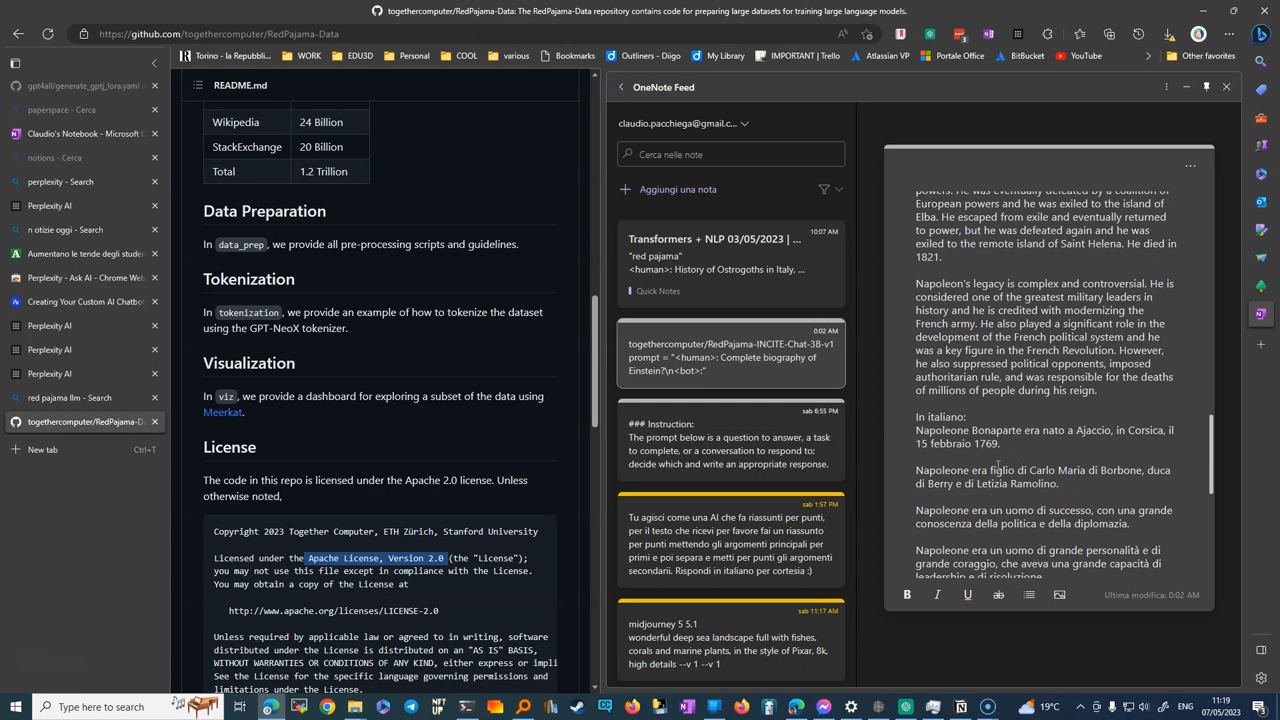 togethercomputer/RedPajama-Data: The RedPajama-Data repository contains code for preparing large datasets for training large language models.
https://github.com/togethercomputer/RedPajama-Data
Torino - la Repubbli...
WORK
EDU3D
Personal
COOL
various
Bookmarks
Outliners - Diigo
My Library
IMPORTANT | Trello
Atlassian VP
Portale Office
BitBucket
YouTube
Other favorites
gpt4all/generate_gptj_lora.yaml
paperspace - Cerca
Claudio's Notebook - Microsoft O
notions - Cerca
perplexity - Search
Perplexity AI
n otizie oggi - Search
Aumentano le tende degli stude
Perplexity - Ask AI - Chrome Web
Creating Your Custom AI Chatbot
Perplexity AI
Perplexity AI
Perplexity AI
red pajama llm - Search
togethercomputer/RedPajama-Da
New tab
Ctrl+T
README.md
Wikipedia 24 Billion
StackExchange 20 Billion
Total 1.2 Trillion
Data Preparation
In data_prep, we provide all pre-processing scripts and guidelines.
Tokenization
In tokenization, we provide an example of how to tokenize the dataset
using the GPT-NeoX tokenizer.
Visualization
In viz, we provide a dashboard for exploring a subset of the data using
Meerkat.
License
The code in this repo is licensed under the Apache 2.0 license. Unless
otherwise noted,
Copyright 2023 Together Computer, ETH Zürich, Stanford University
Licensed under the Apache License, Version 2.0 (the "License");
you may not use this file except in compliance with the License.
You may obtain a copy of the License at
http://www.apache.org/licenses/LICENSE-2.0
Unless required by applicable law or agreed to in writing, software
distributed under the License is distributed on an "AS IS" BASIS,
WITHOUT WARRANTIES OR CONDITIONS OF ANY KIND, either express or impli
See the License for the specific language governing permissions and
limitations under the License.
OneNote Feed
claudio.pacchiega@gmail.c...
Cerca nelle note
Aggiungi una nota
10:07 AM
Transformers + NLP 03/05/2023 | ...
"red pajama"
<human>: History of Ostrogoths in Italy, ...
Quick Notes
0:02 AM
togethercomputer/RedPajama-INCITE-Chat-3B-v1
prompt = "<human>: Complete biography of
Einstein?\n<bot>:"
sab 6:55 PM
### Instruction:
The prompt below is a question to answer, a task
to complete, or a conversation to respond to;
decide which and write an appropriate response.
sab 1:57 PM
Tu agisci come una AI che fa riassunti per punti,
per il testo che ricevi per favore fai un riassunto
per punti mettendo gli argomenti principali per
primi e poi separa e metti per punti gli argomenti
secondarii. Rispondi in italiano per cortesia :)
sab 11:17 AM
midjourney 5 5.1
wonderful deep sea landscape full with fishes,
corals and marine plants, in the style of Pixar, 8k,
high details --v 1 --v 1
powers. He was eventually defeated by a coalition of
European powers and he was exiled to the island of
Elba. He escaped from exile and eventually returned
to power, but he was defeated again and he was
exiled to the remote island of Saint Helena. He died in
1821.
Napoleon's legacy is complex and controversial. He is
considered one of the greatest military leaders in
history and he is credited with modernizing the
French army. He also played a significant role in the
development of the French political system and he
was a key figure in the French Revolution. However,
he also suppressed political opponents, imposed
authoritarian rule, and was responsible for the deaths
of millions of people during his reign.
In italiano:
Napoleone Bonaparte era nato a Ajaccio, in Corsica, il
15 febbraio 1769.
Napoleone era figlio di Carlo Maria di Borbone, duca
di Berry e di Letizia Ramolino.
Napoleone era un uomo di successo, con una grande
conoscenza della politica e della diplomazia.
Napoleone era un uomo di grande personalità e di
grande coraggio, che aveva una grande capacità di
leadership e di risoluzione.
Ultima modifica: 0:02 AM
Type here to search
19°C
ENG
11:19
07/05/2023